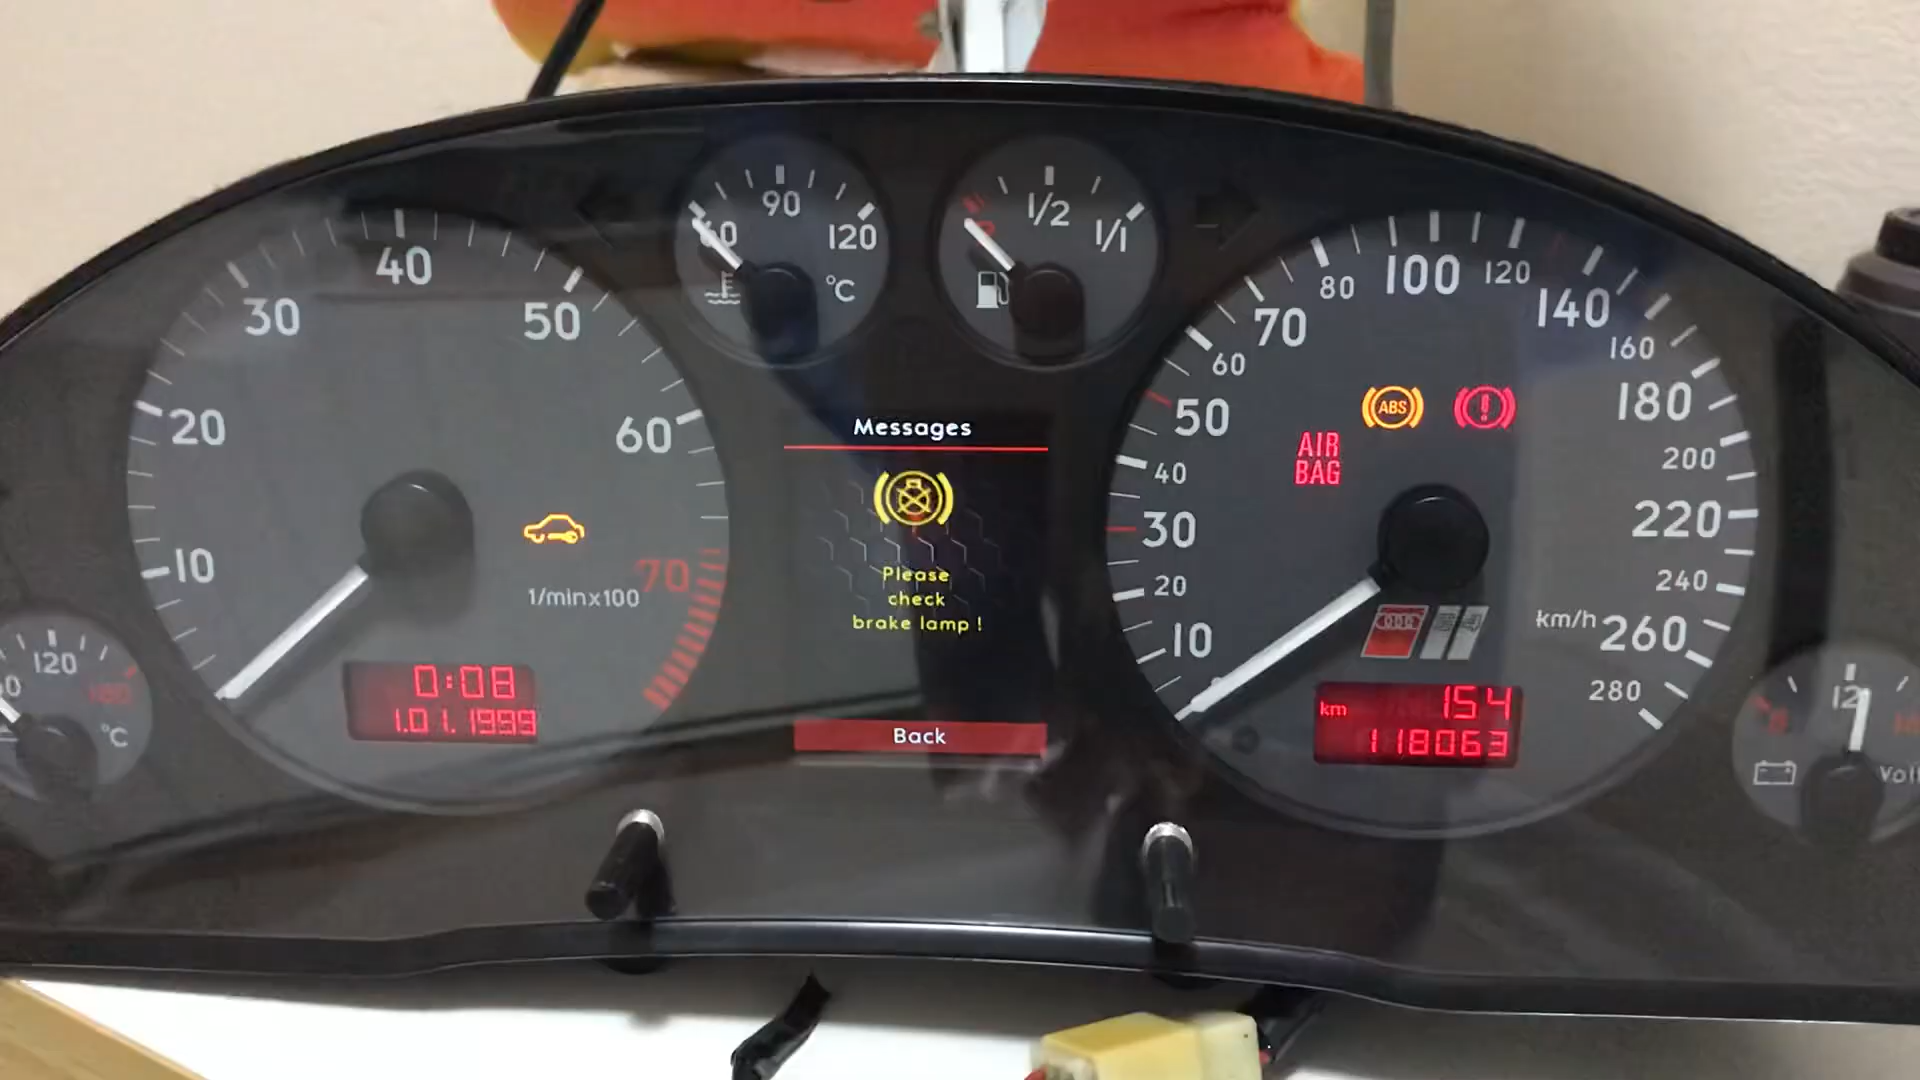 10
20
30
40
50
60
70
1/minx100
0:08
1.01.1999
120
°C
60
90
120
°C
1/2
1/1
Messages
Please
check
brake lamp !
Back
10
20
30
40
50
60
70
80
100
120
140
160
180
200
220
240
260
280
km/h
ABS
AIR
BAG
km 154
118063
12